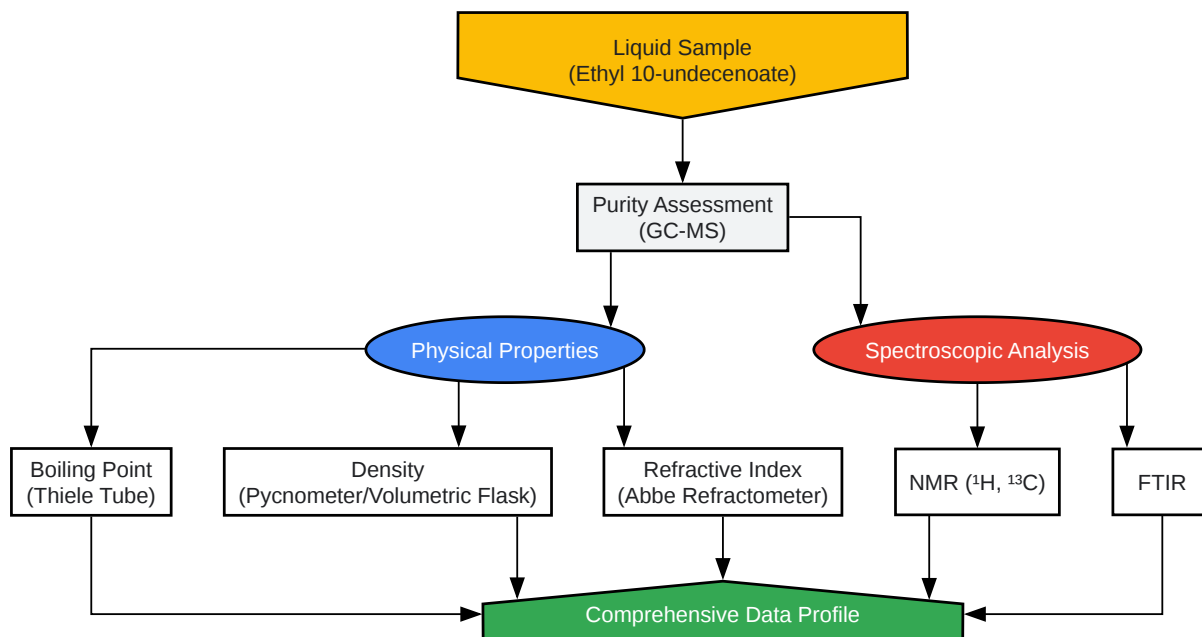 Liquid Sample
(Ethyl 10-undecenoate)
Purity Assessment
(GC-MS)
Physical Properties
Spectroscopic Analysis
Boiling Point
(Thiele Tube)
Density
(Pycnometer/Volumetric Flask)
Refractive Index
(Abbe Refractometer)
NMR (¹H, ¹³C)
FTIR
Comprehensive Data Profile